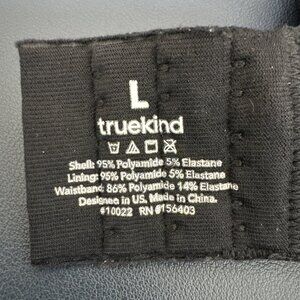 L
truekind
Shell: 95% Polyamide 5% Elastane
Lining: 95% Polyamide 5% Elastane
Waistband: 86% Polyamide 14% Elastane
Designed in US. Made in China.
#10022 RN #156403